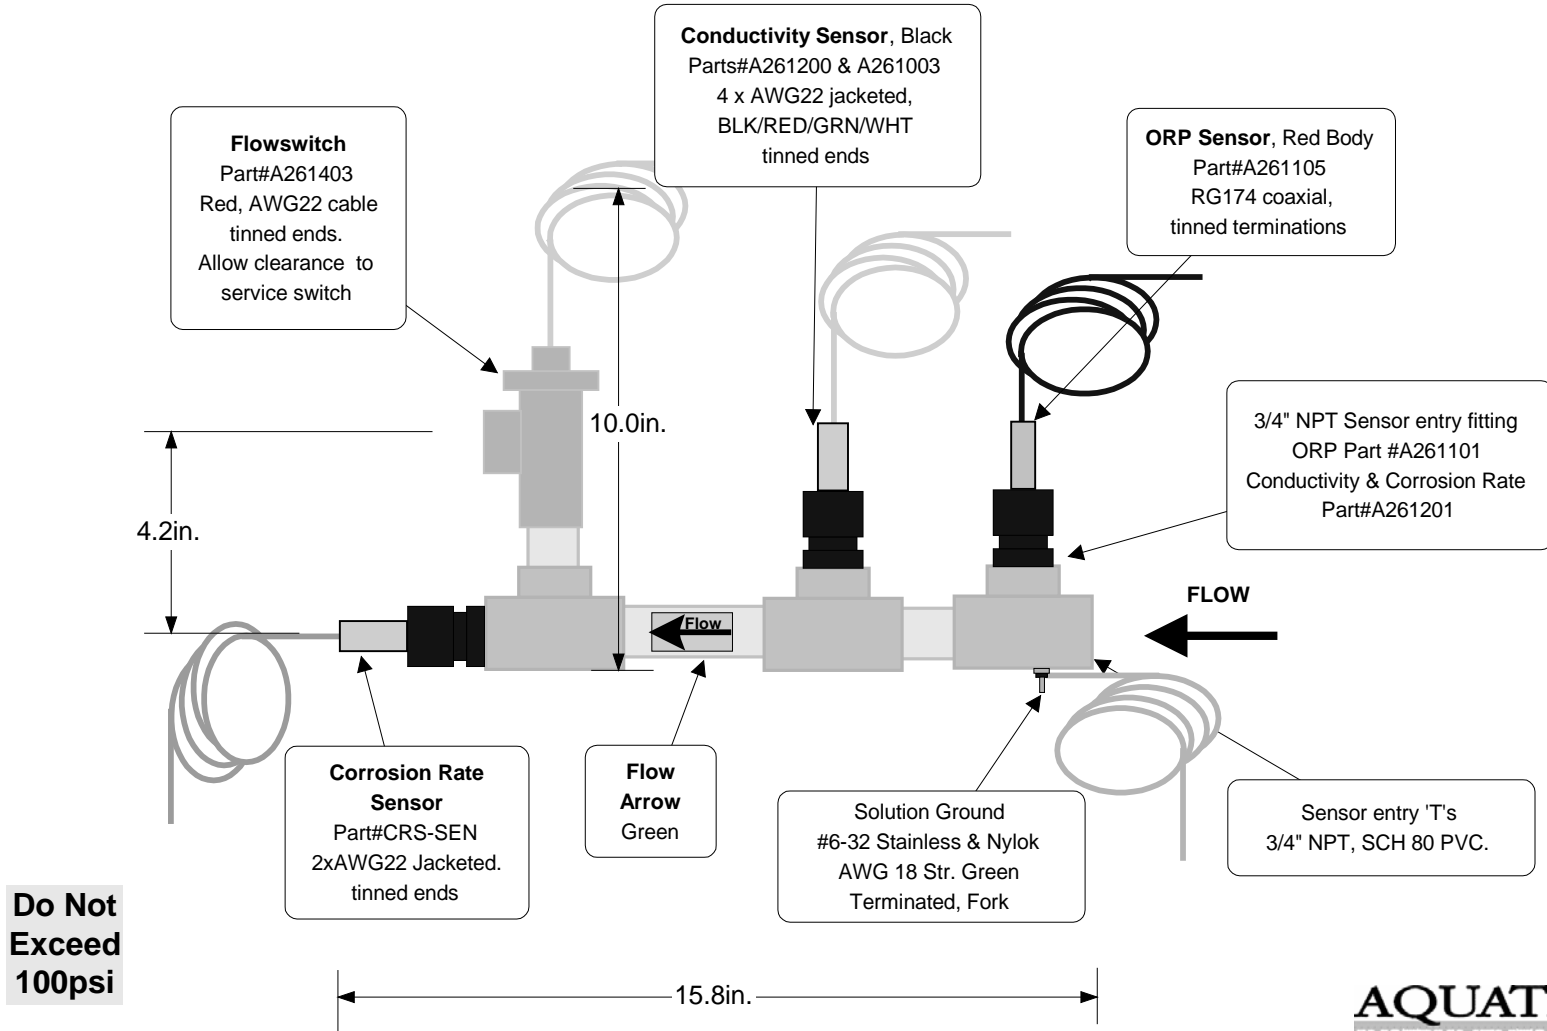 Conductivity Sensor, Black
Parts#A261200 & A261003
4 x AWG22 jacketed,
BLK/RED/GRN/WHT
tinned ends
Flowswitch
Part#A261403
Red, AWG22 cable
tinned ends.
Allow clearance to
service switch
ORP Sensor, Red Body
Part#A261105
RG174 coaxial,
tinned terminations
10.0in.
3/4" NPT Sensor entry fitting
ORP Part #A261101
Conductivity & Corrosion Rate
Part#A261201
4.2in.
FLOW
Flow
Corrosion Rate
Sensor
Part#CRS-SEN
2xAWG22 Jacketed.
tinned ends
Flow
Arrow
Green
Solution Ground
#6-32 Stainless & Nylok
AWG 18 Str. Green
Terminated, Fork
Sensor entry 'T's
3/4" NPT, SCH 80 PVC.
Do Not
Exceed
100psi
15.8in.